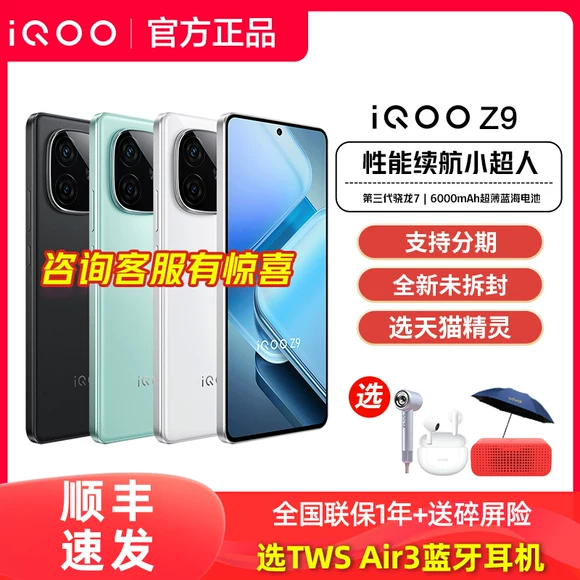 iQOO 官方正品
iQOO Z9
性能续航小超人
第三代骁龙7 | 6000mAh超薄蓝海电池
支持分期
咨询客服有惊喜
全新未拆封
选天猫精灵
iQOO Z9
iQOO
iQOO
iQOO
选
顺丰
速发
全国联保1年+送碎屏险
选TWS Air3蓝牙耳机